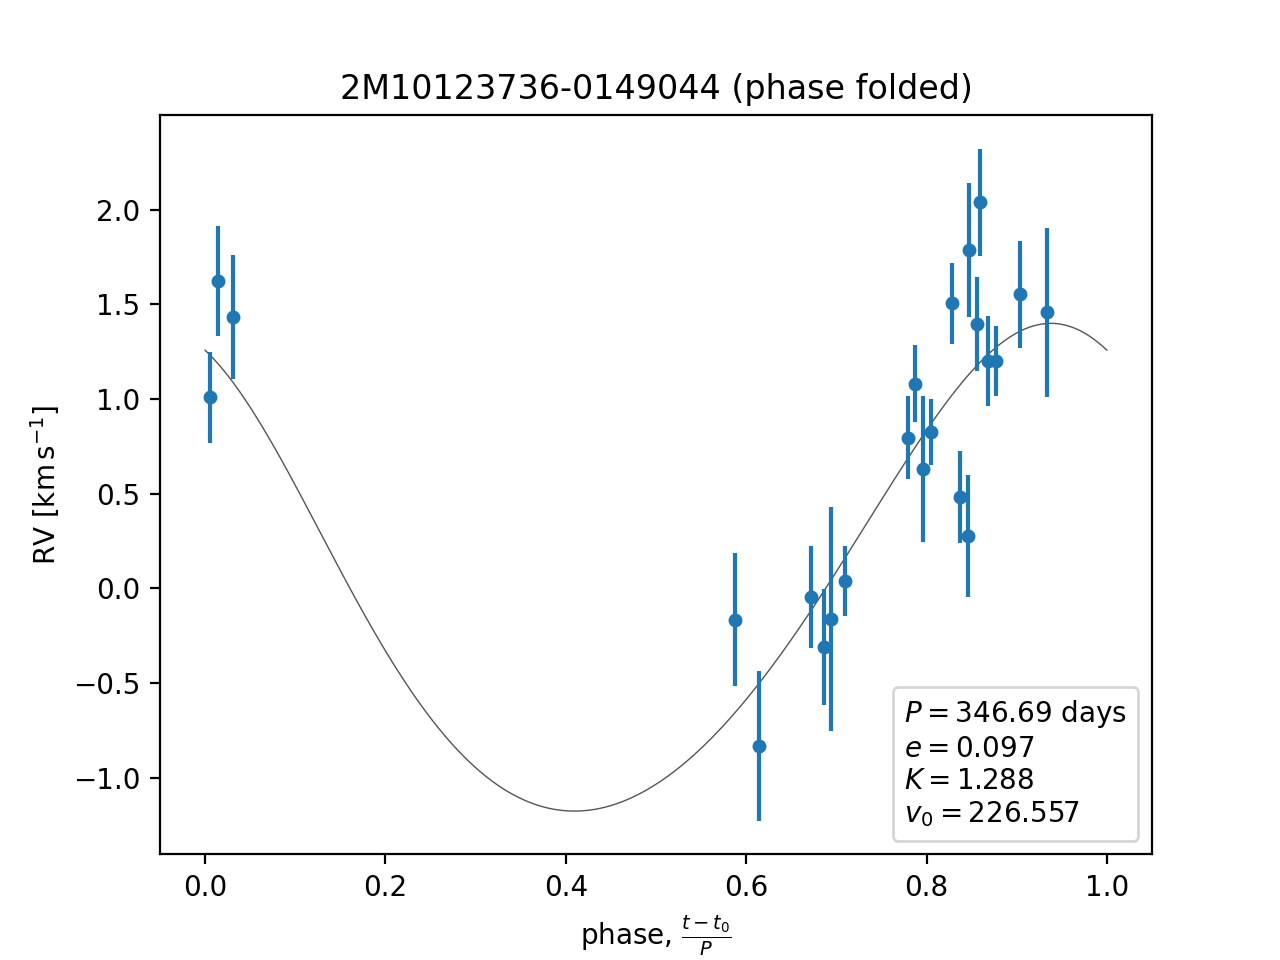 2M10123736-0149044 (phase folded)
RV [km s⁻¹]
2.0
1.5
1.0
0.5
0.0
−0.5
−1.0
P = 346.69 days
e = 0.097
K = 1.288
v₀ = 226.557
0.0 0.2 0.4 0.6 0.8 1.0
phase, (t − t₀)/P